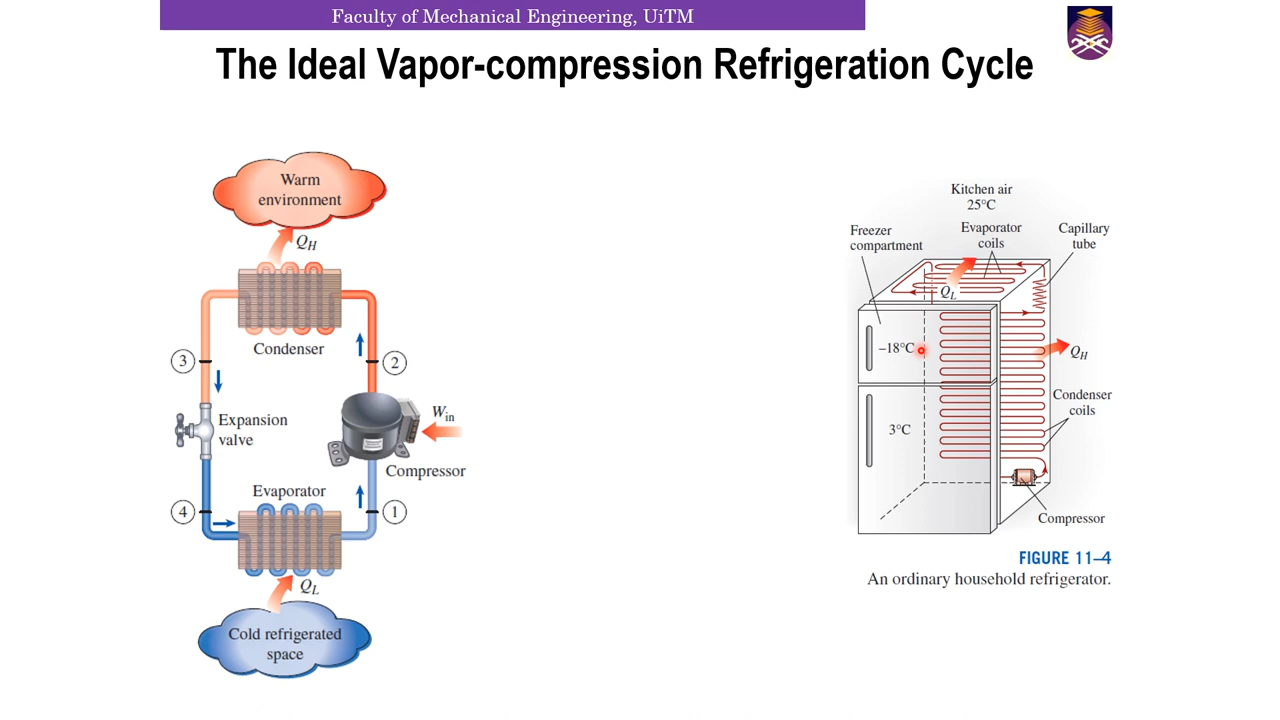 Faculty of Mechanical Engineering, UiTM
The Ideal Vapor-compression Refrigeration Cycle
Warm
environment
QH
Condenser
3
2
Expansion
valve
Win
Compressor
Evaporator
4
1
QL
Cold refrigerated
space
Kitchen air
25°C
Freezer
compartment
Evaporator
coils
Capillary
tube
QL
–18°C
QH
Condenser
coils
3°C
Compressor
FIGURE 11–4
An ordinary household refrigerator.